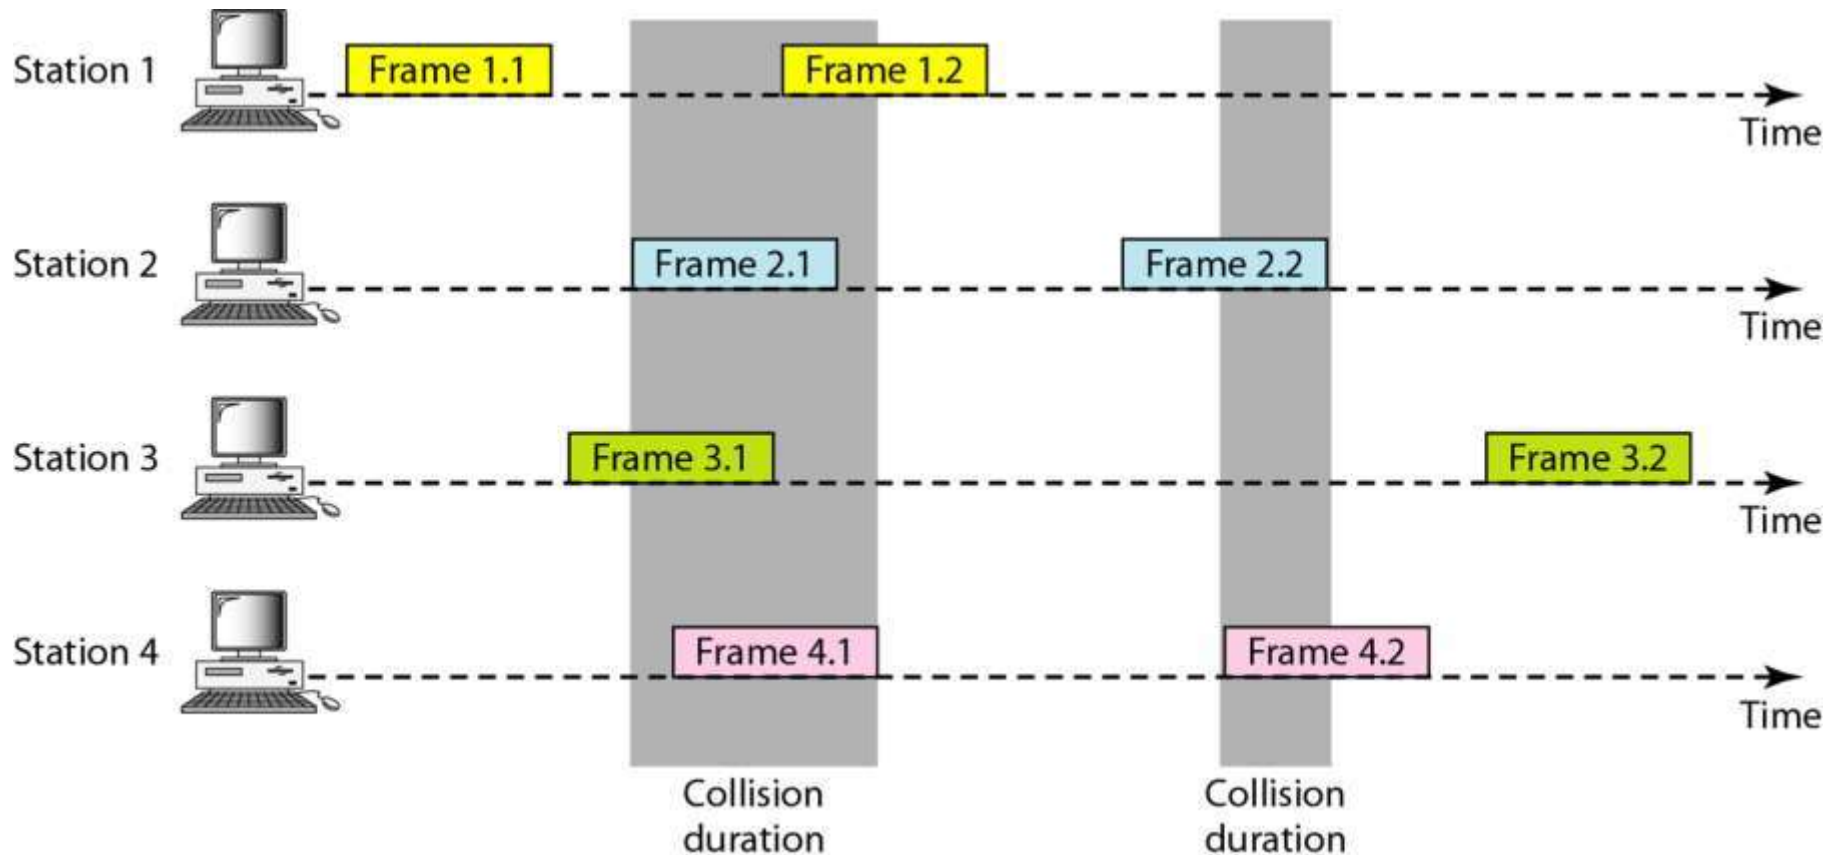 Station 1
Frame 1.1
Frame 1.2
Time
Station 2
Frame 2.1
Frame 2.2
Time
Station 3
Frame 3.1
Frame 3.2
Time
Station 4
Frame 4.1
Frame 4.2
Time
Collision
duration
Collision
duration